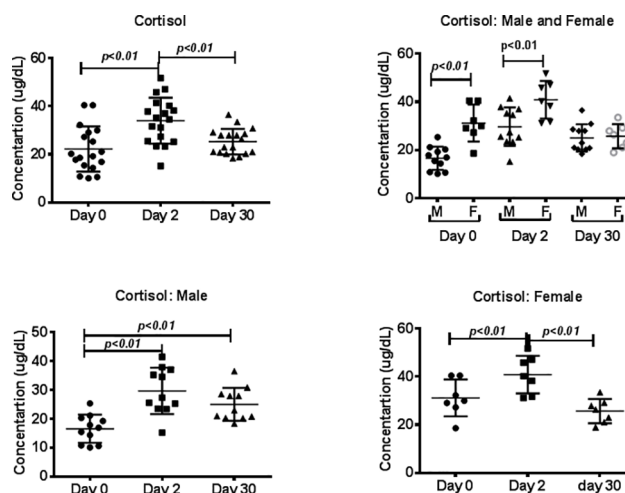 Cortisol
p<0.01 p<0.01
Concentartion (ug/dL)
60
40
20
0
Day 0 Day 2 Day 30
Cortisol: Male and Female
p<0.01
p<0.01
Concentartion (ug/dL)
60
40
20
0
M F M F M F
Day 0 Day 2 Day 30
Cortisol: Male
p<0.01
p<0.01
Concentartion (ug/dL)
50
40
30
20
10
0
Day 0 Day 2 Day 30
Cortisol: Female
p<0.01 p<0.01
Concentartion (ug/dL)
60
40
20
0
Day 0 Day 2 day 30